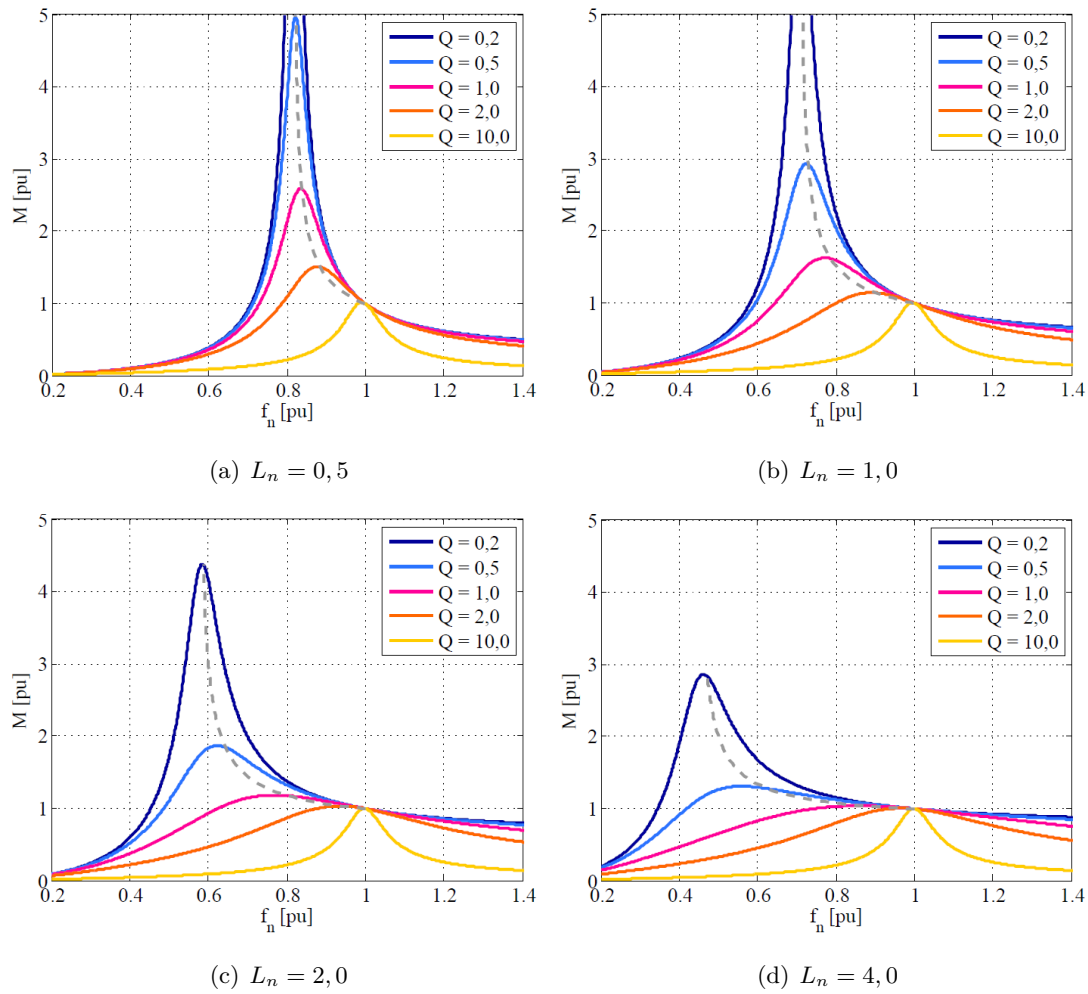 5
4
3
2
1
0
M [pu]
0.2
0.4
0.6
0.8
1
1.2
1.4
f_n [pu]
Q = 0,2
Q = 0,5
Q = 1,0
Q = 2,0
Q = 10,0
(a) L_n = 0,5
5
4
3
2
1
0
M [pu]
0.2
0.4
0.6
0.8
1
1.2
1.4
f_n [pu]
Q = 0,2
Q = 0,5
Q = 1,0
Q = 2,0
Q = 10,0
(b) L_n = 1,0
5
4
3
2
1
0
M [pu]
0.2
0.4
0.6
0.8
1
1.2
1.4
f_n [pu]
Q = 0,2
Q = 0,5
Q = 1,0
Q = 2,0
Q = 10,0
(c) L_n = 2,0
5
4
3
2
1
0
M [pu]
0.2
0.4
0.6
0.8
1
1.2
1.4
f_n [pu]
Q = 0,2
Q = 0,5
Q = 1,0
Q = 2,0
Q = 10,0
(d) L_n = 4,0